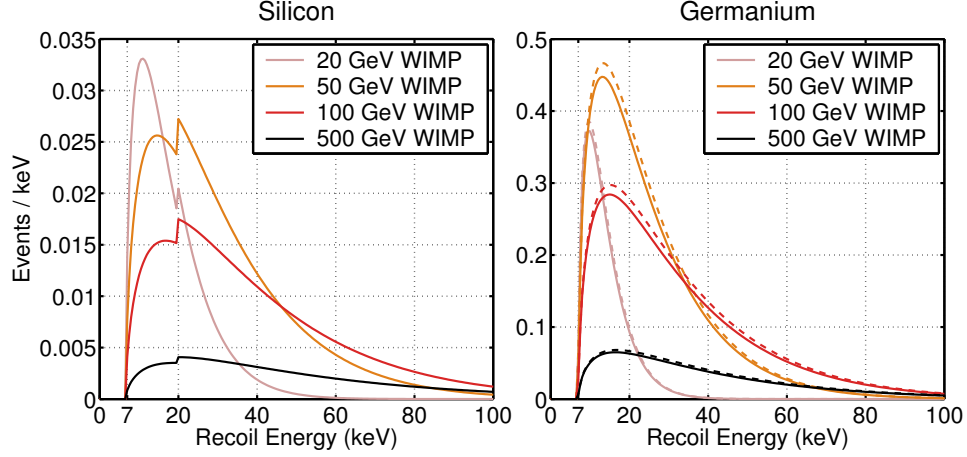 Silicon
0.035
0.03
0.025
0.02
0.015
0.01
0.005
0
Events / keV
20 GeV WIMP
50 GeV WIMP
100 GeV WIMP
500 GeV WIMP
0 7 20 40 60 80 100
Recoil Energy (keV)
Germanium
0.5
0.4
0.3
0.2
0.1
0
20 GeV WIMP
50 GeV WIMP
100 GeV WIMP
500 GeV WIMP
0 7 20 40 60 80 100
Recoil Energy (keV)